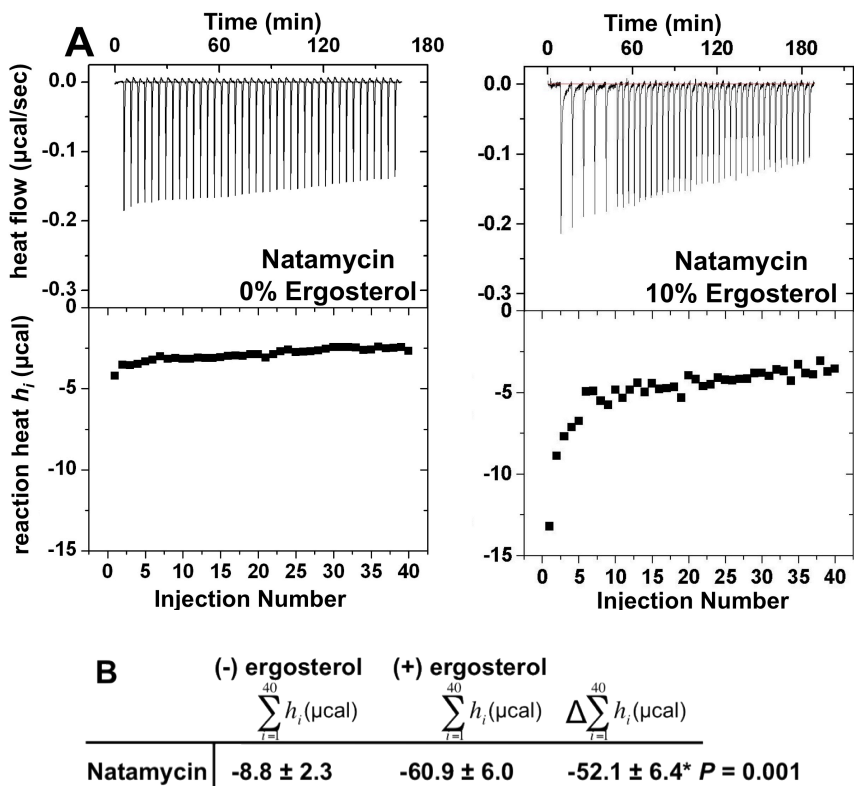 A
Time (min)
0 60 120 180
heat flow (µcal/sec)
0.0
-0.1
-0.2
-0.3
Natamycin
0% Ergosterol
reaction heat hi (µcal)
0
-5
-10
-15
0 5 10 15 20 25 30 35 40
Injection Number
Time (min)
0 60 120 180
0.0
-0.1
-0.2
-0.3
Natamycin
10% Ergosterol
0
-5
-10
-15
0 5 10 15 20 25 30 35 40
Injection Number
B
(-) ergosterol (+) ergosterol
40 40 40
∑ hi (µcal) ∑ hi (µcal) Δ∑ hi (µcal)
i=1 i=1 i=1
Natamycin -8.8 ± 2.3 -60.9 ± 6.0 -52.1 ± 6.4* P = 0.001